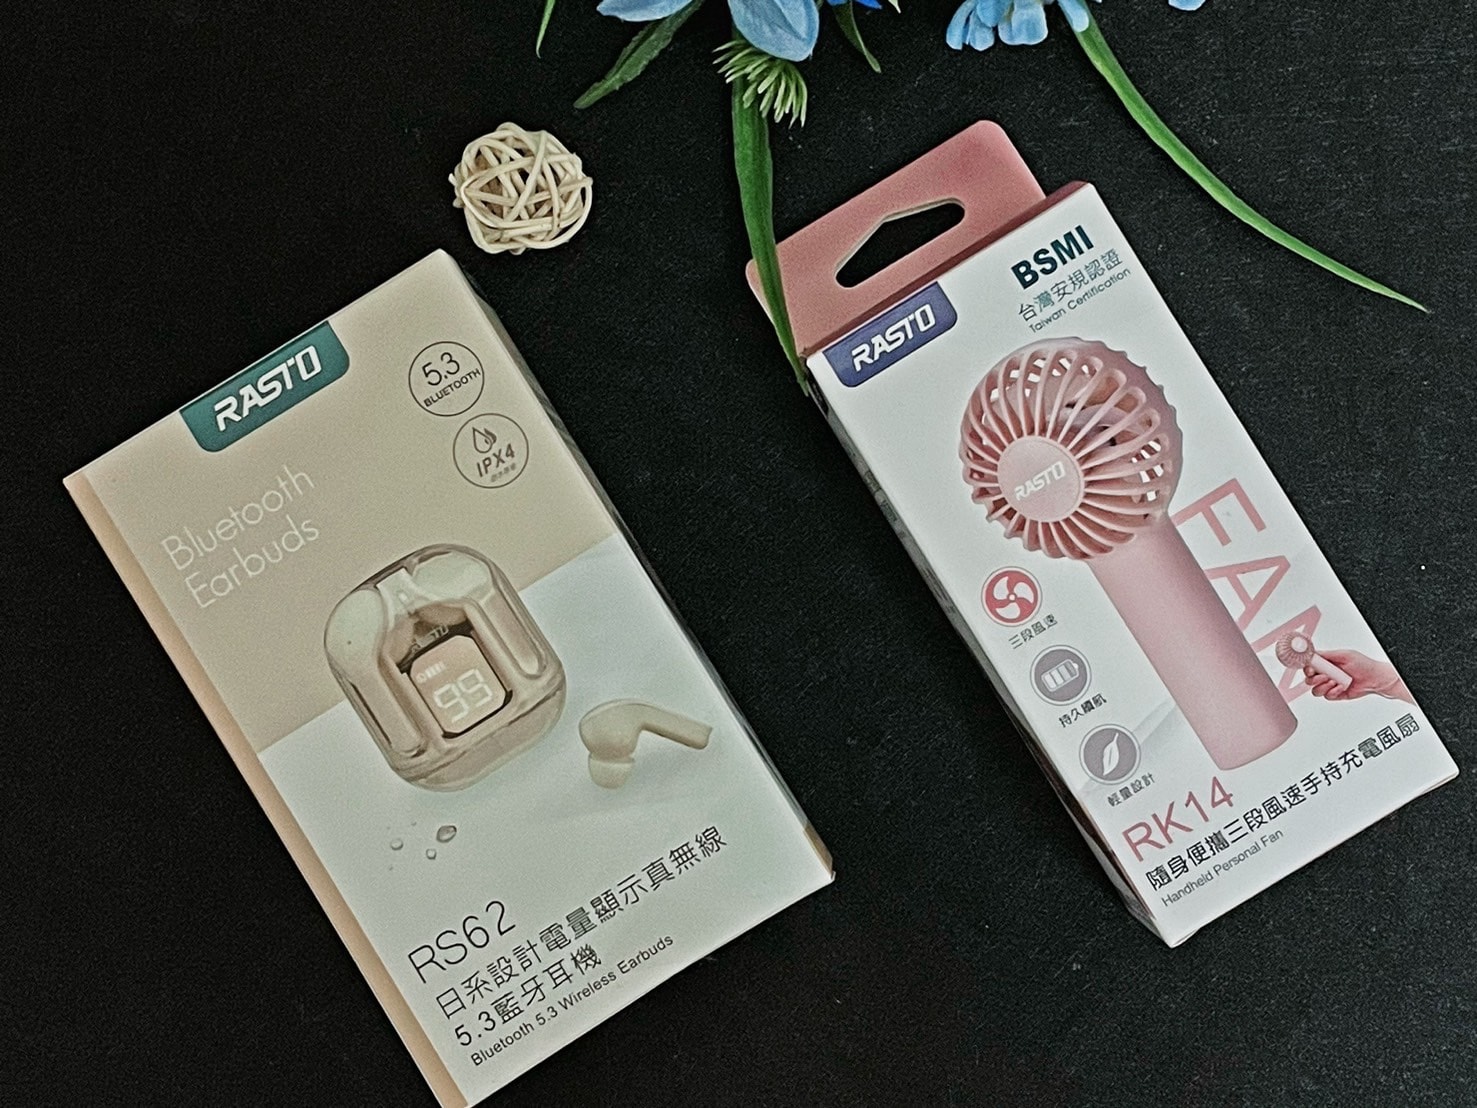 RASTO
5.3
BLUETOOTH
IPX4
Bluetooth
Earbuds
RASTO
99
RS62
日系設計電量顯示真無線
5.3藍牙耳機
Bluetooth 5.3 Wireless Earbuds
BSMI
台灣安規認證
Taiwan Certification
RASTO
RASTO
FAN
三段風速
持久續航
輕量設計
RK14
隨身便攜三段風速手持充電風扇
Handheld Personal Fan